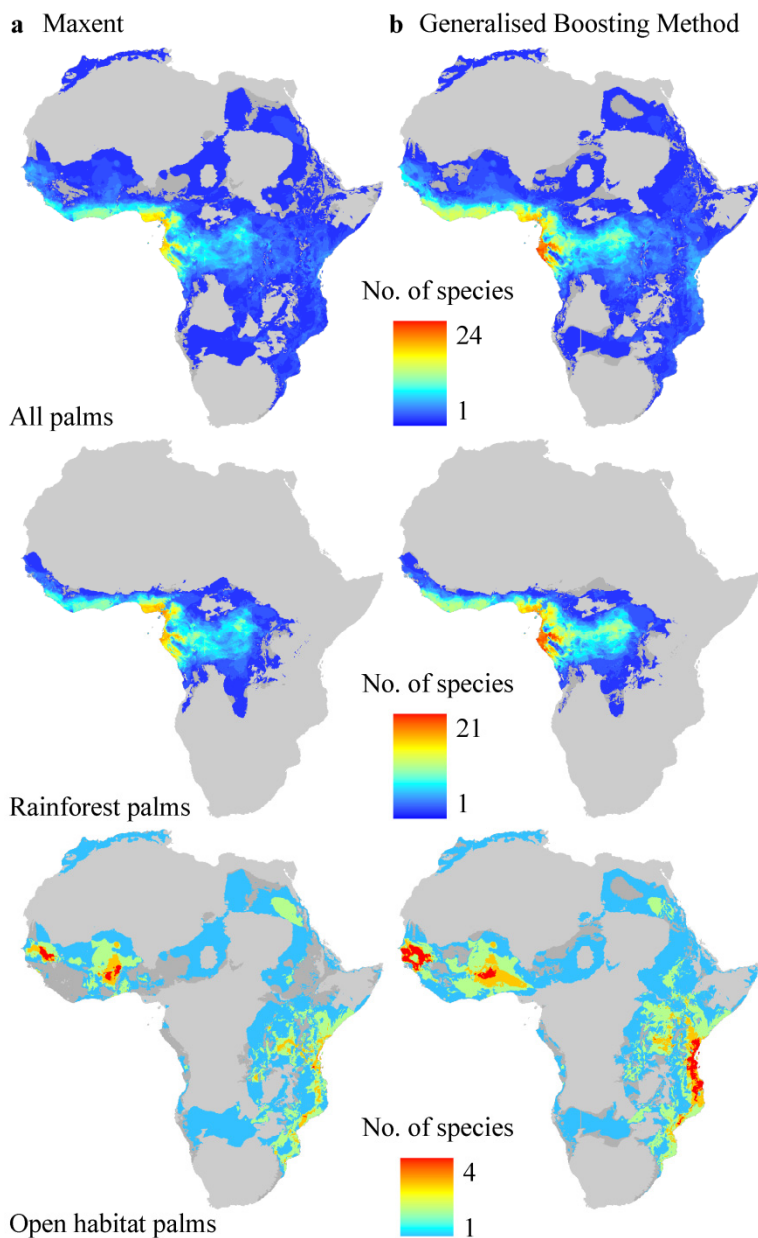 a Maxent
b Generalised Boosting Method
No. of species
24
1
All palms
No. of species
21
1
Rainforest palms
No. of species
4
1
Open habitat palms